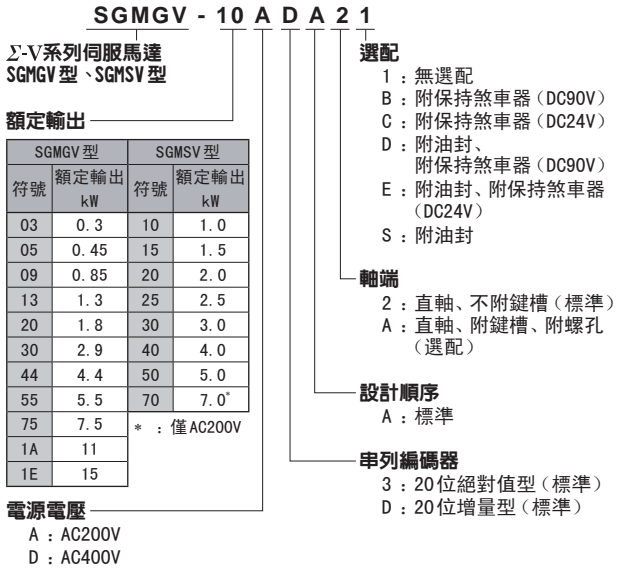 SGMGV - 10 A D A 2 1
Σ-V系列伺服馬達
SGMGV型、SGMSV型
額定輸出
SGMGV型 SGMSV型
符號 額定輸出 kW 符號 額定輸出 kW
03 0.3 10 1.0
05 0.45 15 1.5
09 0.85 20 2.0
13 1.3 25 2.5
20 1.8 30 3.0
30 2.9 40 4.0
44 4.4 50 5.0
55 5.5 70 7.0*
75 7.5
1A 11
1E 15
* :僅AC200V
電源電壓
A:AC200V
D:AC400V
選配
1:無選配
B:附保持煞車器(DC90V)
C:附保持煞車器(DC24V)
D:附油封、
附保持煞車器(DC90V)
E:附油封、附保持煞車器
(DC24V)
S:附油封
軸端
2:直軸、不附鍵槽(標準)
A:直軸、附鍵槽、附螺孔
(選配)
設計順序
A:標準
串列編碼器
3:20位絕對值型(標準)
D:20位增量型(標準)